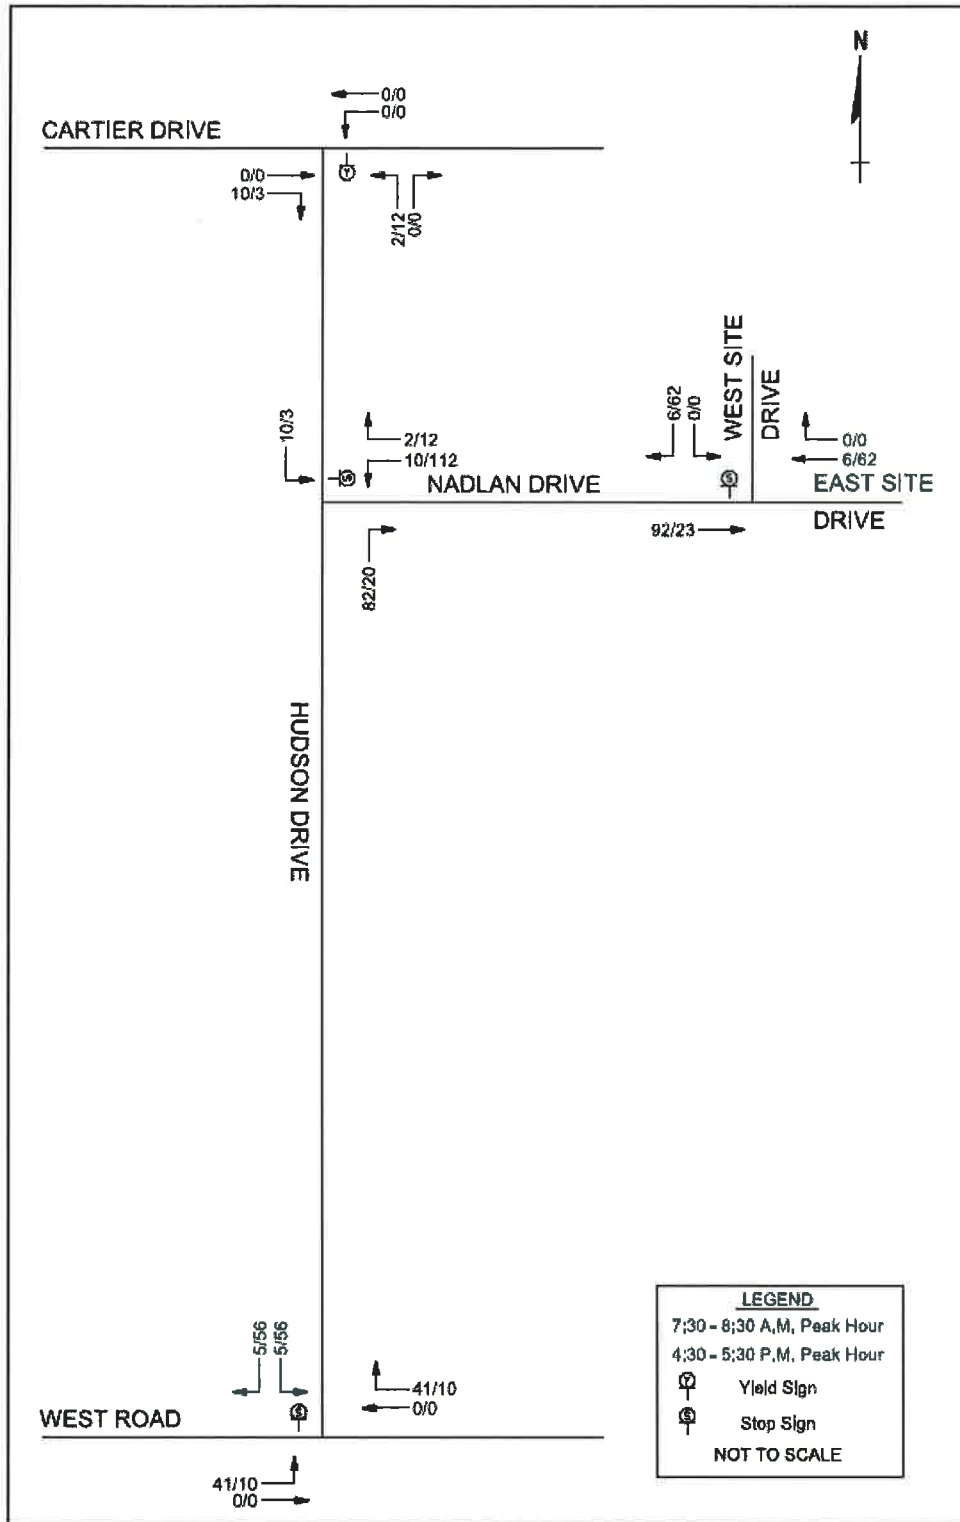 N
0/0
0/0
CARTIER DRIVE
0/0
10/3
Y
2/12
0/0
WEST SITE
DRIVE
10/3
2/12
10/112
S
NADLAN DRIVE
6/62
0/0
S
0/0
6/62
EAST SITE
DRIVE
82/20
92/23
HUDSON DRIVE
5/56
5/56
S
41/10
0/0
WEST ROAD
41/10
0/0
LEGEND
7:30 - 8:30 A.M. Peak Hour
4:30 - 5:30 P.M. Peak Hour
Y Yield Sign
S Stop Sign
NOT TO SCALE